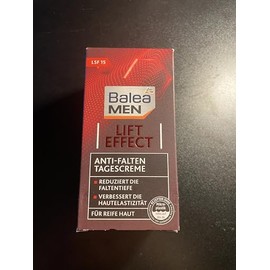 LSF 15
Balea
MEN
LIFT
EFFECT
ANTI-FALTEN
TAGESCREME
REDUZIERT DIE
FALTENTIEFE
VERBESSERT DIE
HAUTELASTIZITÄT
FÜR REIFE HAUT